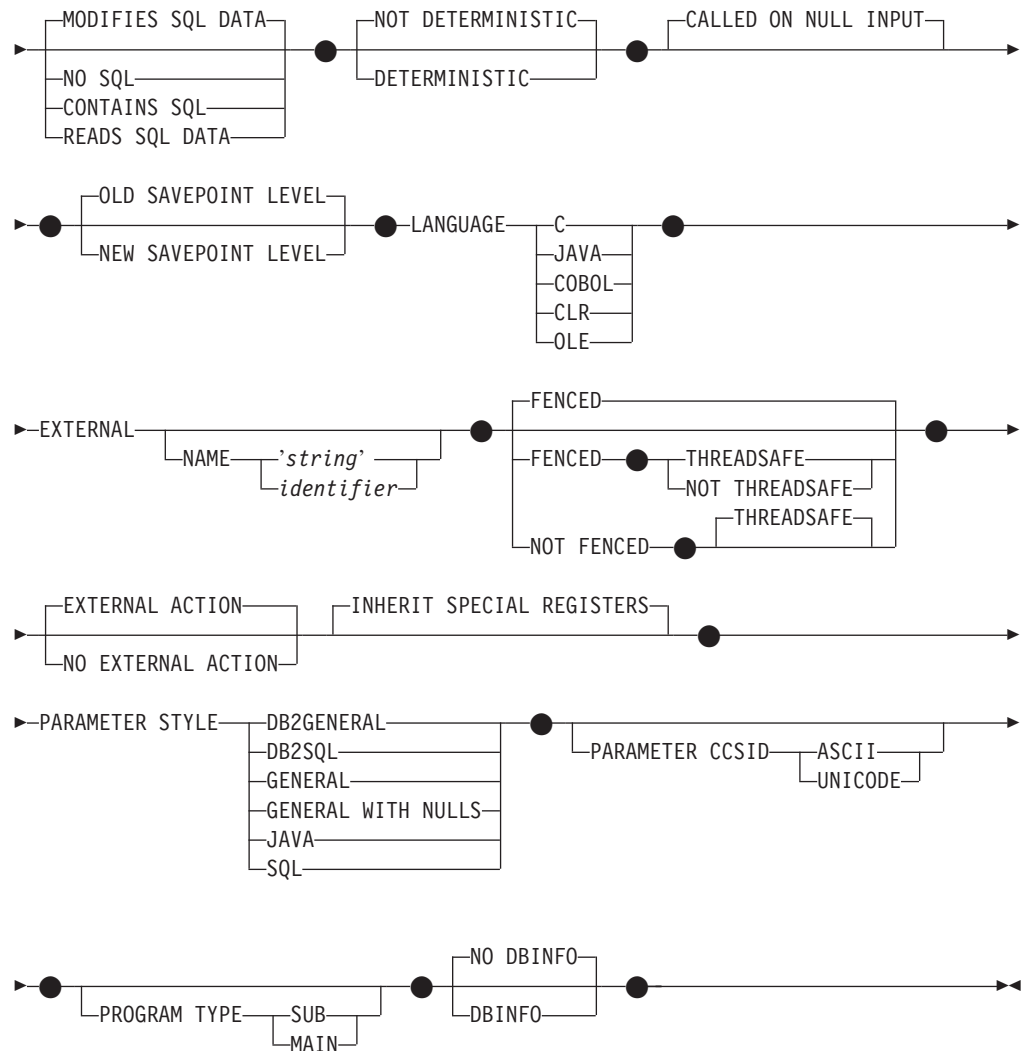 MODIFIES SQL DATA NOT DETERMINISTIC CALLED ON NULL INPUT
NO SQL DETERMINISTIC
CONTAINS SQL
READS SQL DATA
OLD SAVEPOINT LEVEL LANGUAGE C
NEW SAVEPOINT LEVEL JAVA
COBOL
CLR
OLE
FENCED
EXTERNAL
NAME 'string' FENCED THREADSAFE
identifier NOT THREADSAFE
THREADSAFE
NOT FENCED
EXTERNAL ACTION INHERIT SPECIAL REGISTERS
NO EXTERNAL ACTION
PARAMETER STYLE DB2GENERAL
DB2SQL PARAMETER CCSID ASCII
GENERAL UNICODE
GENERAL WITH NULLS
JAVA
SQL
NO DBINFO
PROGRAM TYPE SUB DBINFO
MAIN